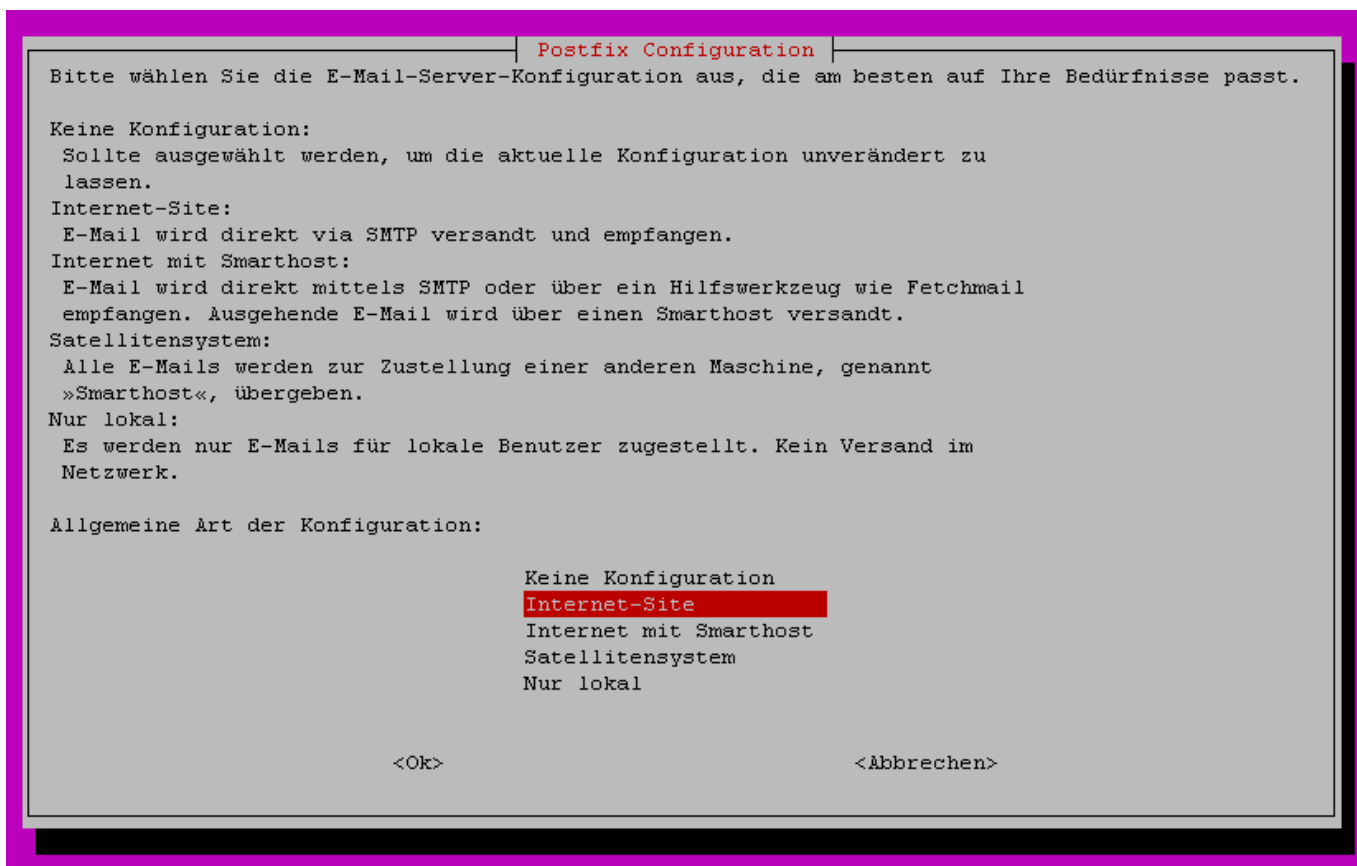 Postfix Configuration
Bitte wählen Sie die E-Mail-Server-Konfiguration aus, die am besten auf Ihre Bedürfnisse passt.
Keine Konfiguration:
Sollte ausgewählt werden, um die aktuelle Konfiguration unverändert zu
lassen.
Internet-Site:
E-Mail wird direkt via SMTP versandt und empfangen.
Internet mit Smarthost:
E-Mail wird direkt mittels SMTP oder über ein Hilfswerkzeug wie Fetchmail
empfangen. Ausgehende E-Mail wird über einen Smarthost versandt.
Satellitensystem:
Alle E-Mails werden zur Zustellung einer anderen Maschine, genannt
»Smarthost«, übergeben.
Nur lokal:
Es werden nur E-Mails für lokale Benutzer zugestellt. Kein Versand im
Netzwerk.
Allgemeine Art der Konfiguration:
Keine Konfiguration
Internet-Site
Internet mit Smarthost
Satellitensystem
Nur lokal
<Ok> <Abbrechen>